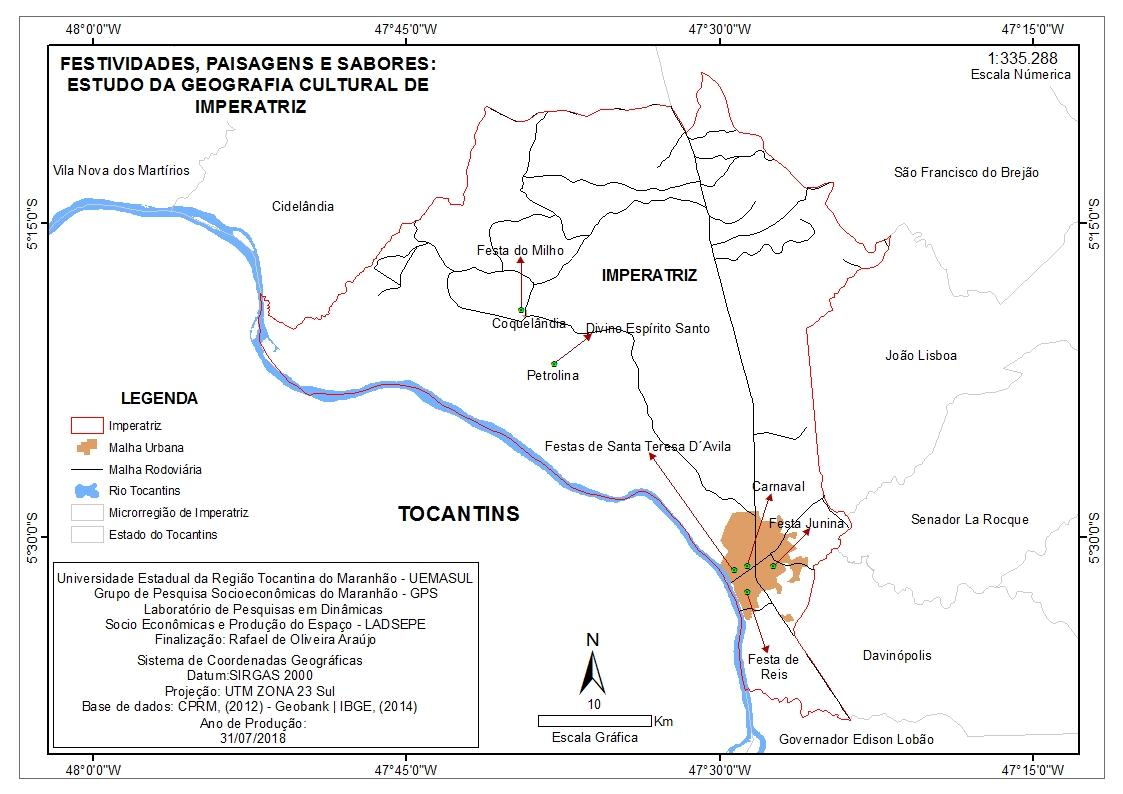 48°0'0"W
47°45'0"W
47°30'0"W
47°15'0"W
FESTIVIDADES, PAISAGENS E SABORES:
ESTUDO DA GEOGRAFIA CULTURAL DE
IMPERATRIZ
1:335.288
Escala Númerica
Vila Nova dos Martírios
São Francisco do Brejão
Cidelândia
5°15'0"S
5°15'0"S
Festa do Milho
IMPERATRIZ
Coquelândia
Divino Espírito Santo
João Lisboa
Petrolina
LEGENDA
Imperatriz
Malha Urbana
Malha Rodoviária
Rio Tocantins
Microrregião de Imperatriz
Estado do Tocantins
Festas de Santa Teresa D´Avila
Carnaval
TOCANTINS
Festa Junina
Senador La Rocque
5°30'0"S
5°30'0"S
Universidade Estadual da Região Tocantina do Maranhão - UEMASUL
Grupo de Pesquisa Socioeconômicas do Maranhão - GPS
Laboratório de Pesquisas em Dinâmicas
Socio Econômicas e Produção do Espaço - LADSEPE
Finalização: Rafael de Oliveira Araújo
Sistema de Coordenadas Geográficas
Datum:SIRGAS 2000
Projeção: UTM ZONA 23 Sul
Base de dados: CPRM, (2012) - Geobank | IBGE, (2014)
Ano de Produção:
31/07/2018
N
10
Km
Escala Gráfica
Festa de
Reis
Davinópolis
Governador Edison Lobão
48°0'0"W
47°45'0"W
47°30'0"W
47°15'0"W